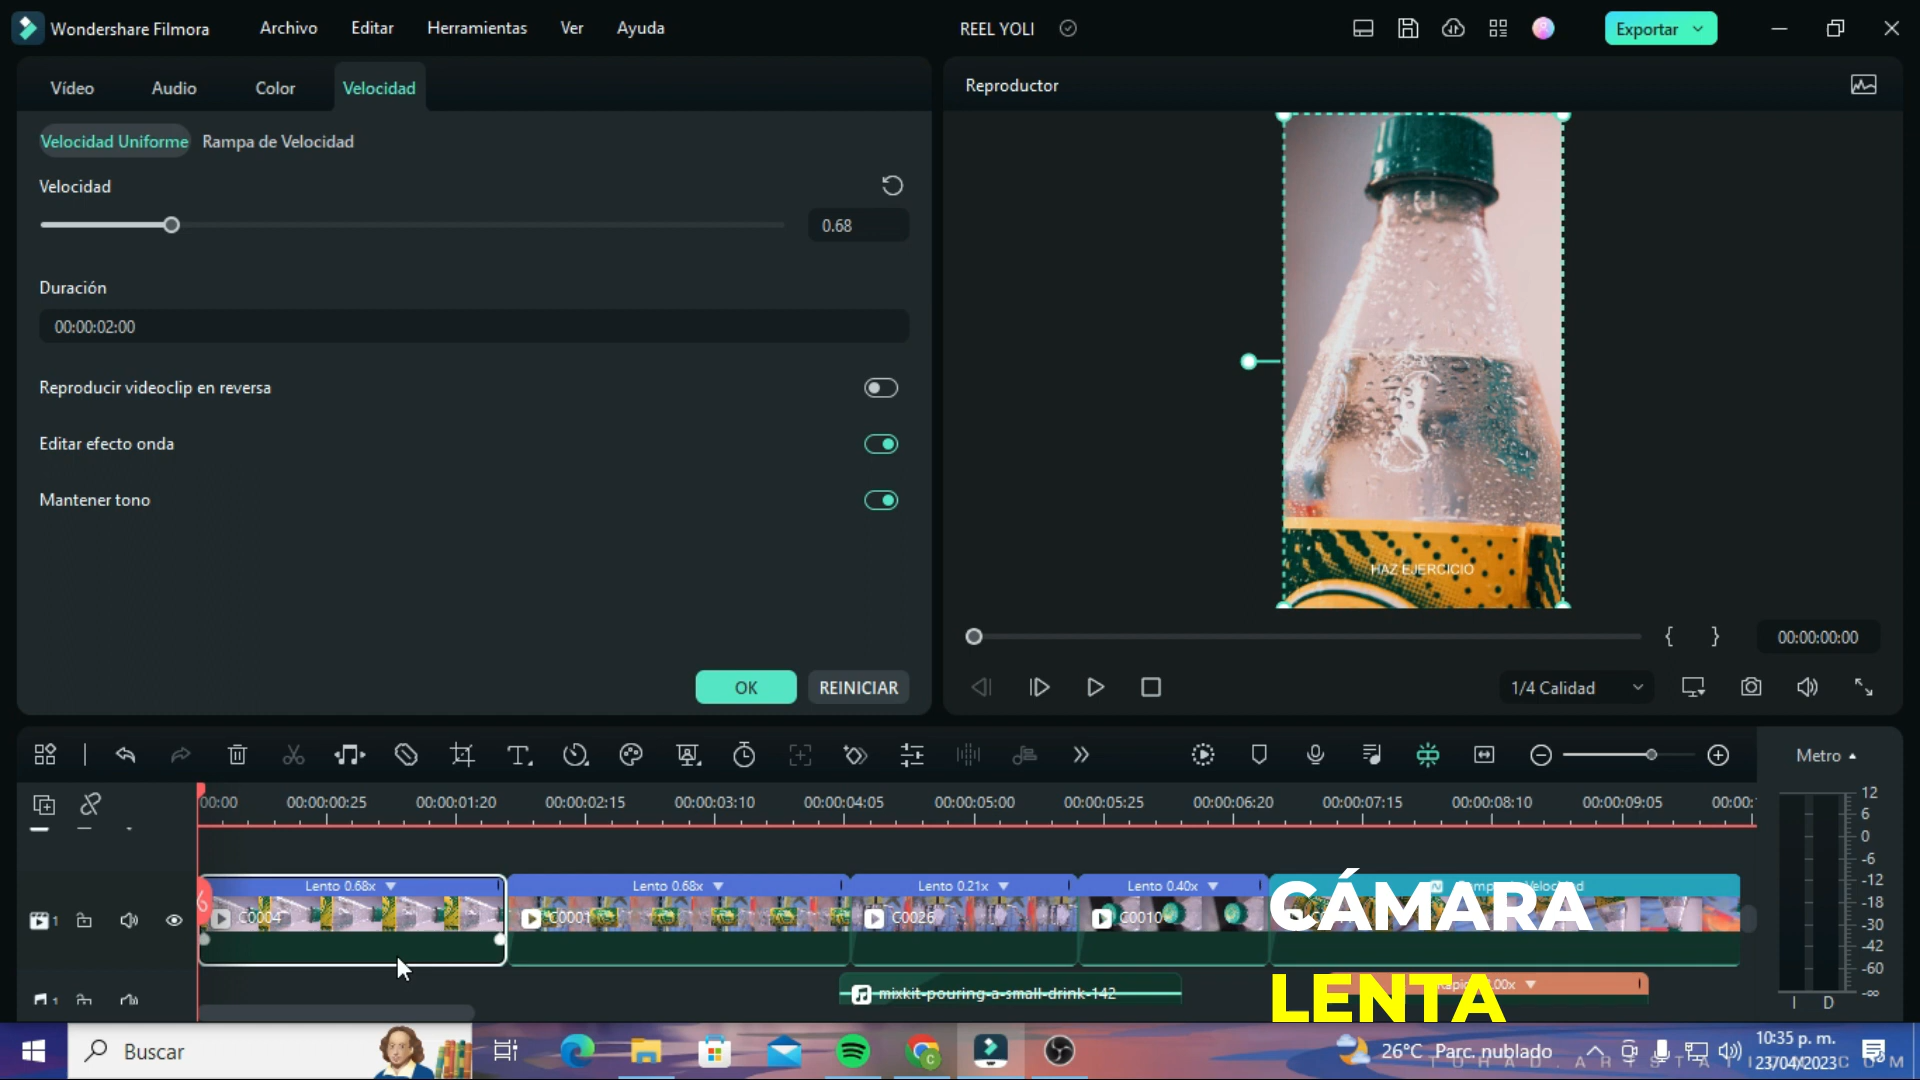 Wondershare Filmora
Archivo
Editar
Herramientas
Ver
Ayuda
REEL YOLI
Exportar
Vídeo
Audio
Color
Velocidad
Velocidad Uniforme
Rampa de Velocidad
Velocidad
0.68
Duración
00:00:02:00
Reproducir videoclip en reversa
Editar efecto onda
Mantener tono
OK
REINICIAR
Reproductor
HAZ EJERCICIO
00:00:00:00
1/4 Calidad
Metro
00:00
00:00:00:25
00:00:01:20
00:00:02:15
00:00:03:10
00:00:04:05
00:00:05:00
00:00:05:25
00:00:06:20
00:00:07:15
00:00:08:10
00:00:09:05
00:00:
12
6
0
-6
-12
-18
-30
-42
-60
-∞
I D
Lento 0.68x
Lento 0.68x
Lento 0.21x
Lento 0.40x
C0004
C0001
C0026
C0010
1
1
mixkit-pouring-a-small-drink-142
CÁMARA
LENTA
Buscar
26°C Parc. nublado
10:35 p. m.
23/04/2023